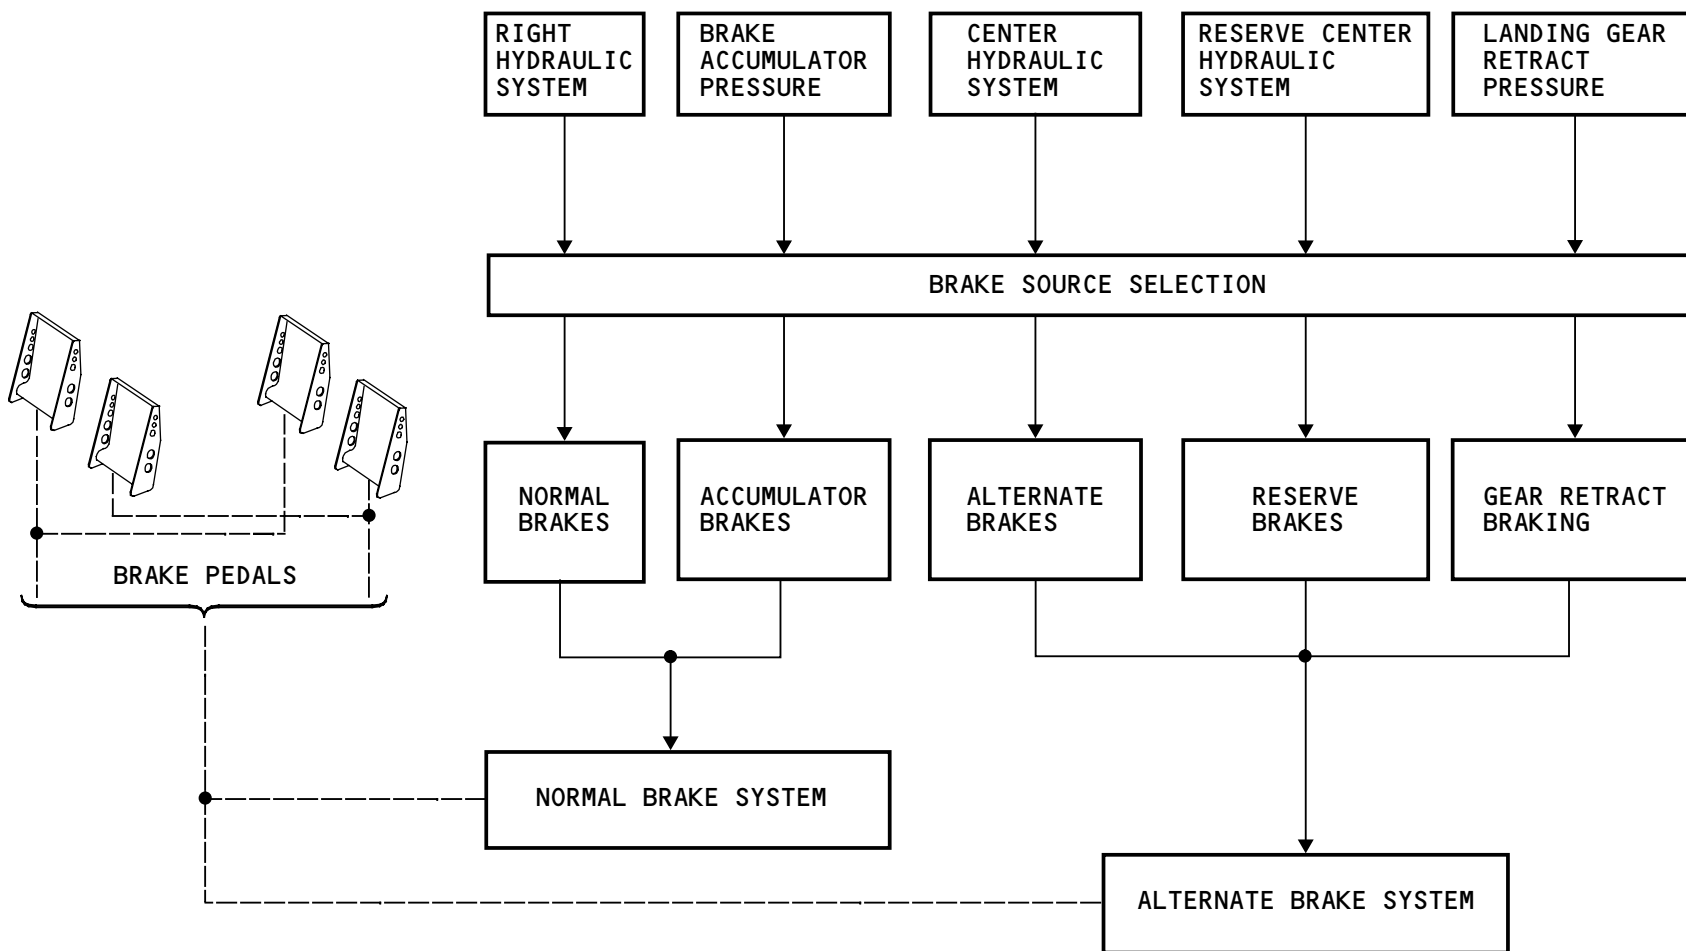 RIGHT
HYDRAULIC
SYSTEM
BRAKE
ACCUMULATOR
PRESSURE
CENTER
HYDRAULIC
SYSTEM
RESERVE CENTER
HYDRAULIC
SYSTEM
LANDING GEAR
RETRACT
PRESSURE
BRAKE SOURCE SELECTION
NORMAL
BRAKES
ACCUMULATOR
BRAKES
ALTERNATE
BRAKES
RESERVE
BRAKES
GEAR RETRACT
BRAKING
BRAKE PEDALS
NORMAL BRAKE SYSTEM
ALTERNATE BRAKE SYSTEM